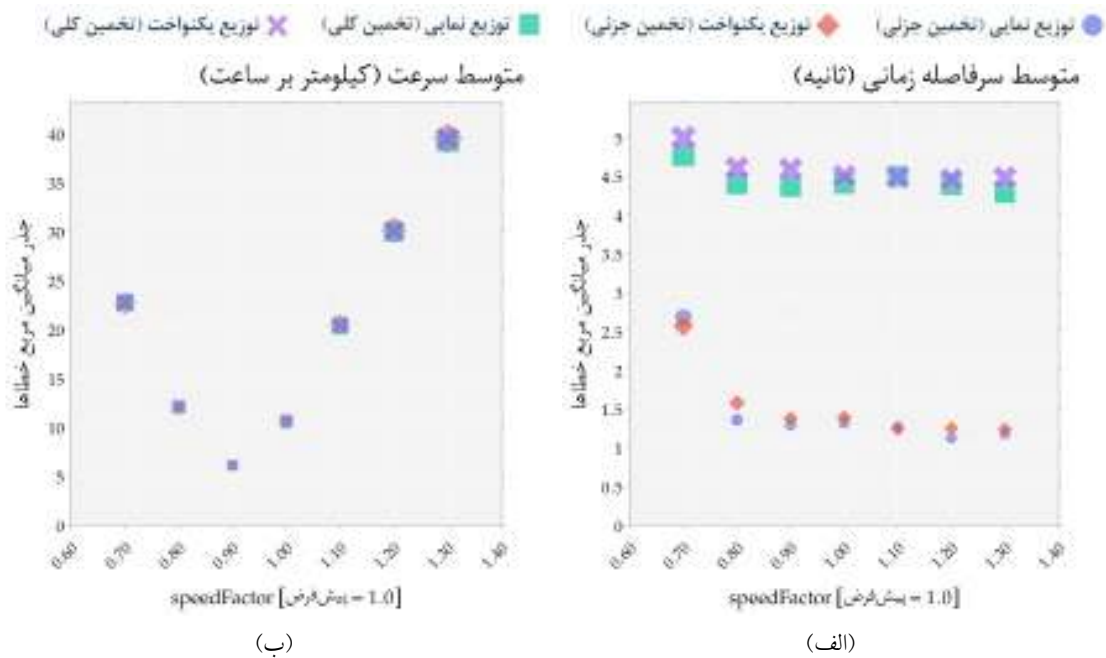 توزیع نمایی (تخمین جزئی) توزیع یکنواخت (تخمین جزئی) توزیع نمایی (تخمین کلی) توزیع یکنواخت (تخمین کلی)
متوسط سرفاصله زمانی (ثانیه)
جذر میانگین مربع خطاها
5
4.5
4
3.5
3
2.5
2
1.5
1
0.5
0
0.60 0.70 0.80 0.90 1.00 1.10 1.20 1.30 1.40
speedFactor [پیش‌فرض = 1.0]
(الف)
متوسط سرعت (کیلومتر بر ساعت)
جذر میانگین مربع خطاها
40
35
30
25
20
15
10
5
0
0.60 0.70 0.80 0.90 1.00 1.10 1.20 1.30 1.40
speedFactor [پیش‌فرض = 1.0]
(ب)